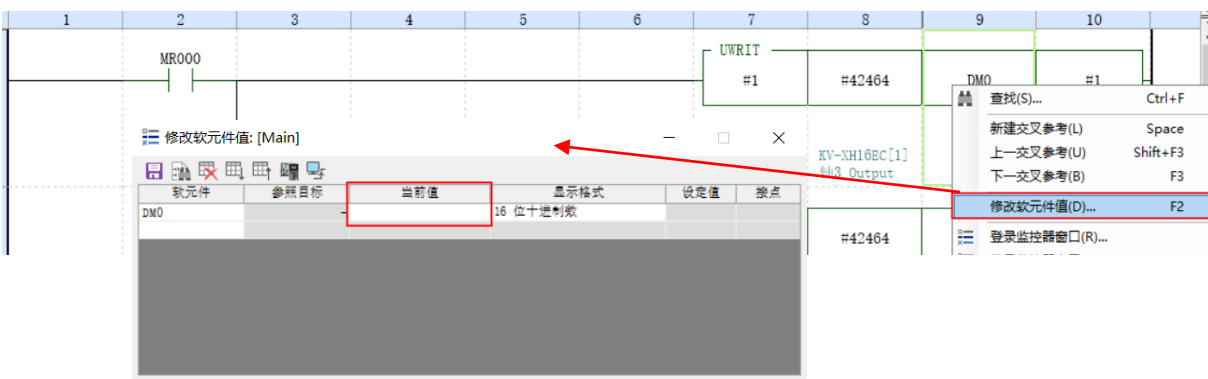 1 2 3 4 5 6 7 8 9 10
MR000
UWRIT
#1 #42464 DM0 #1
查找(S)... Ctrl+F
新建交叉参考(L) Space
上一交叉参考(U) Shift+F3
下一交叉参考(B) F3
修改软元件值(D)... F2
登录监控器窗口(R)...
修改软元件值: [Main]
软元件 参照目标 当前值 显示格式 设定值 接点
DM0 - 16 位十进制数
KV-XH16EC[1]
轴3 Output
#42464